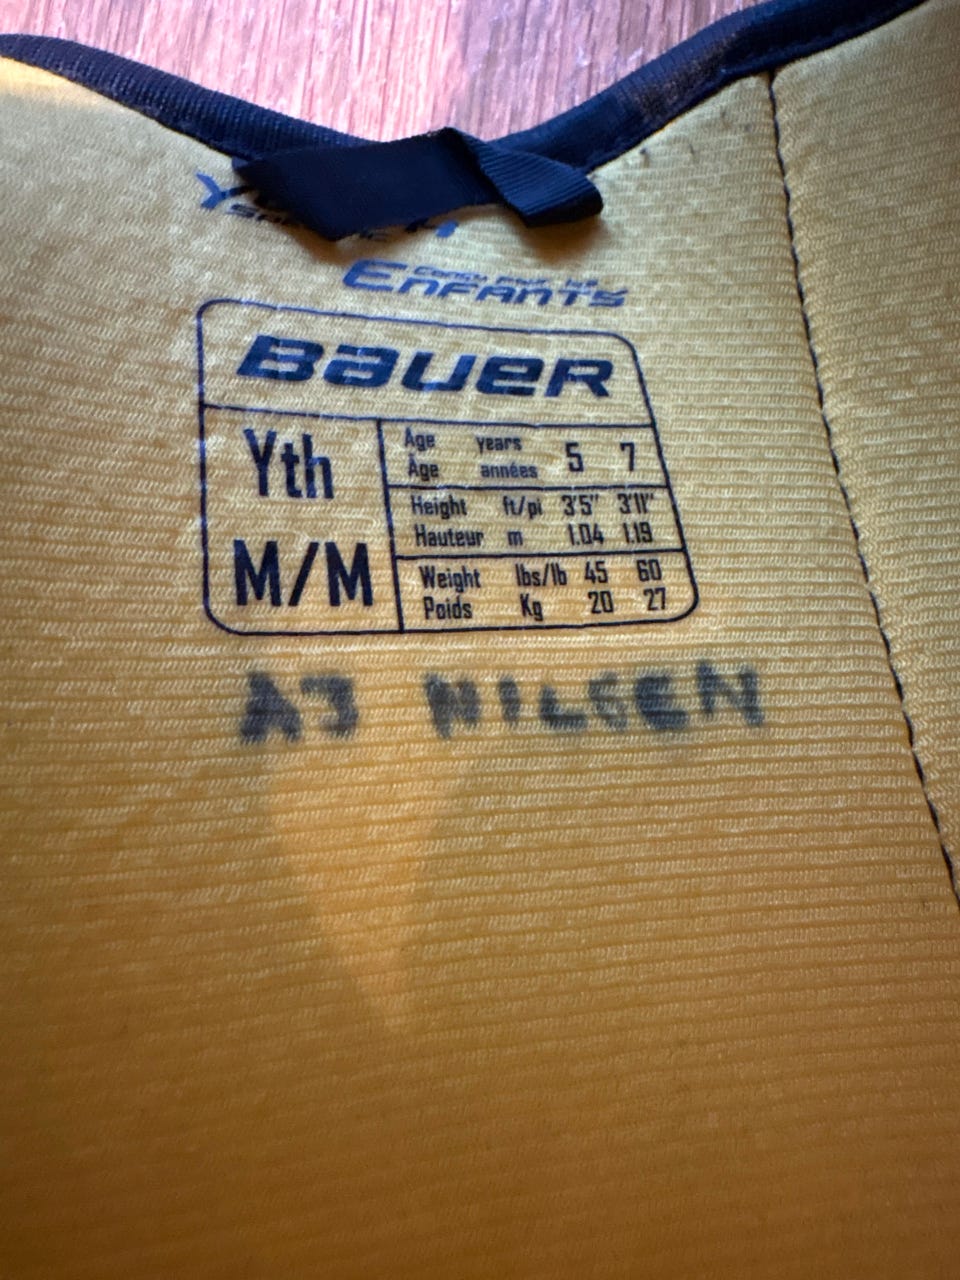 Enfants
Bauer
Yth
M/M
Age years 5 7
Âge années
Height ft/pi 3'5" 3'11"
Hauteur m 1.04 1.19
Weight lbs/lb 45 60
Poids Kg 20 27
AJ NILSEN